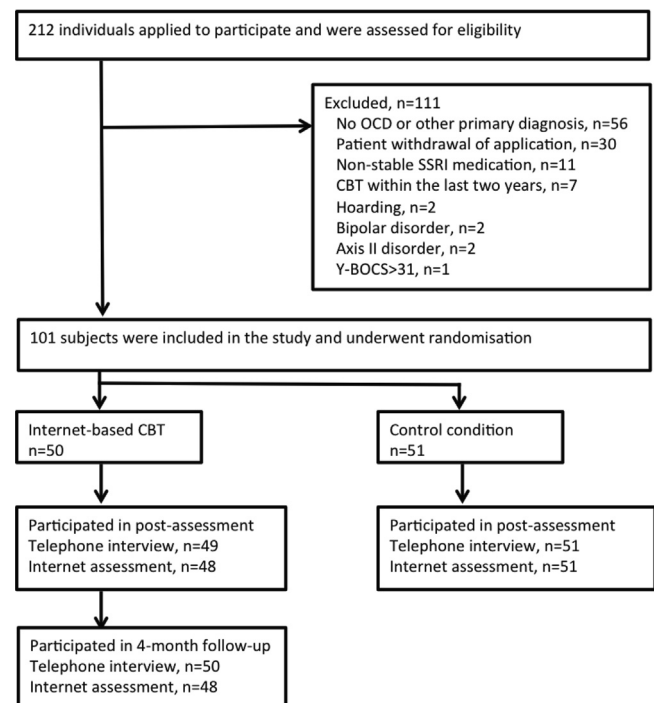 212 individuals applied to participate and were assessed for eligibility
Excluded, n=111
No OCD or other primary diagnosis, n=56
Patient withdrawal of application, n=30
Non-stable SSRI medication, n=11
CBT within the last two years, n=7
Hoarding, n=2
Bipolar disorder, n=2
Axis II disorder, n=2
Y-BOCS>31, n=1
101 subjects were included in the study and underwent randomisation
Internet-based CBT
n=50
Control condition
n=51
Participated in post-assessment
Telephone interview, n=49
Internet assessment, n=48
Participated in post-assessment
Telephone interview, n=51
Internet assessment, n=51
Participated in 4-month follow-up
Telephone interview, n=50
Internet assessment, n=48